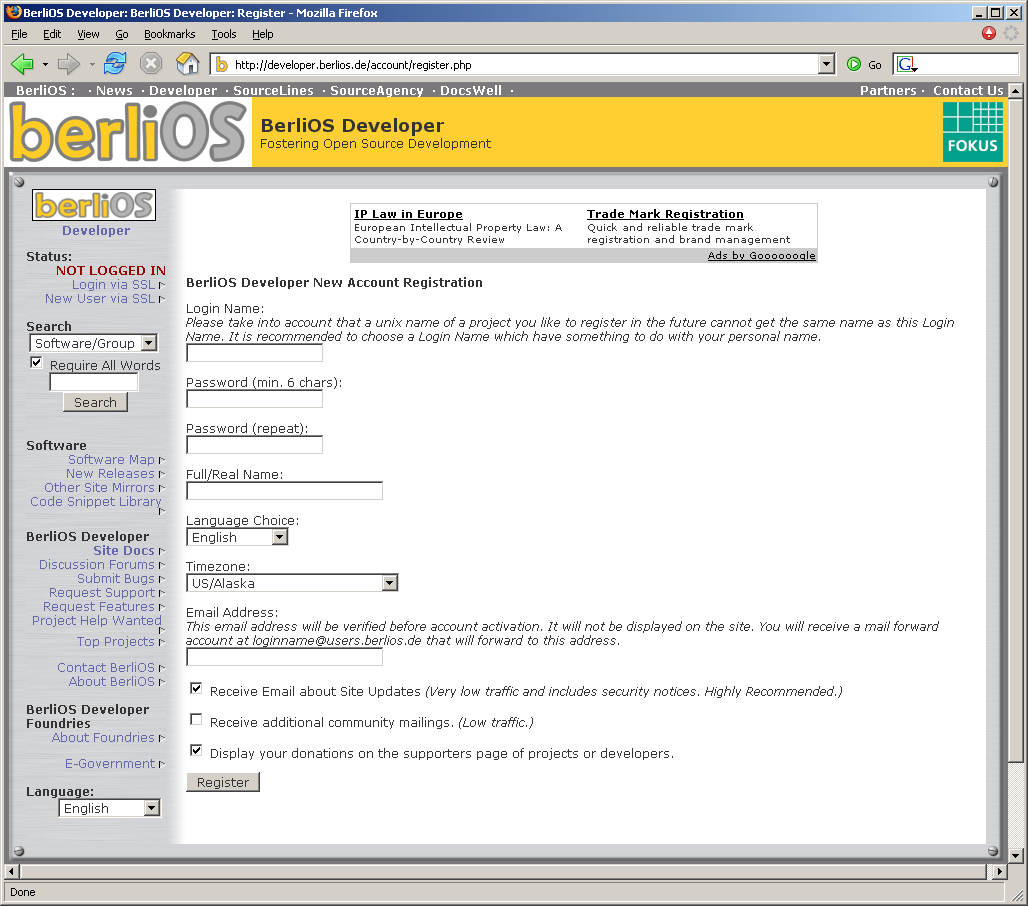 BerliOS Developer: BerliOS Developer: Register - Mozilla Firefox
File Edit View Go Bookmarks Tools Help
http://developer.berlios.de/account/register.php
Go
G
BerliOS : · News · Developer · SourceLines · SourceAgency · DocsWell ·
Partners · Contact Us
berliOS
BerliOS Developer
Fostering Open Source Development
FOKUS
berliOS
Developer
Status:
NOT LOGGED IN
Login via SSL
New User via SSL
Search
Software/Group
Require All Words
Search
Software
Software Map
New Releases
Other Site Mirrors
Code Snippet Library
BerliOS Developer
Site Docs
Discussion Forums
Submit Bugs
Request Support
Request Features
Project Help Wanted
Top Projects
Contact BerliOS
About BerliOS
BerliOS Developer
Foundries
About Foundries
E-Government
Language:
English
IP Law in Europe
European Intellectual Property Law: A
Country-by-Country Review
Trade Mark Registration
Quick and reliable trade mark
registration and brand management
Ads by Goooooogle
BerliOS Developer New Account Registration
Login Name:
Please take into account that a unix name of a project you like to register in the future cannot get the same name as this Login
Name. It is recommended to choose a Login Name which have something to do with your personal name.
Password (min. 6 chars):
Password (repeat):
Full/Real Name:
Language Choice:
English
Timezone:
US/Alaska
Email Address:
This email address will be verified before account activation. It will not be displayed on the site. You will receive a mail forward
account at loginname@users.berlios.de that will forward to this address.
Receive Email about Site Updates (Very low traffic and includes security notices. Highly Recommended.)
Receive additional community mailings. (Low traffic.)
Display your donations on the supporters page of projects or developers.
Register
Done